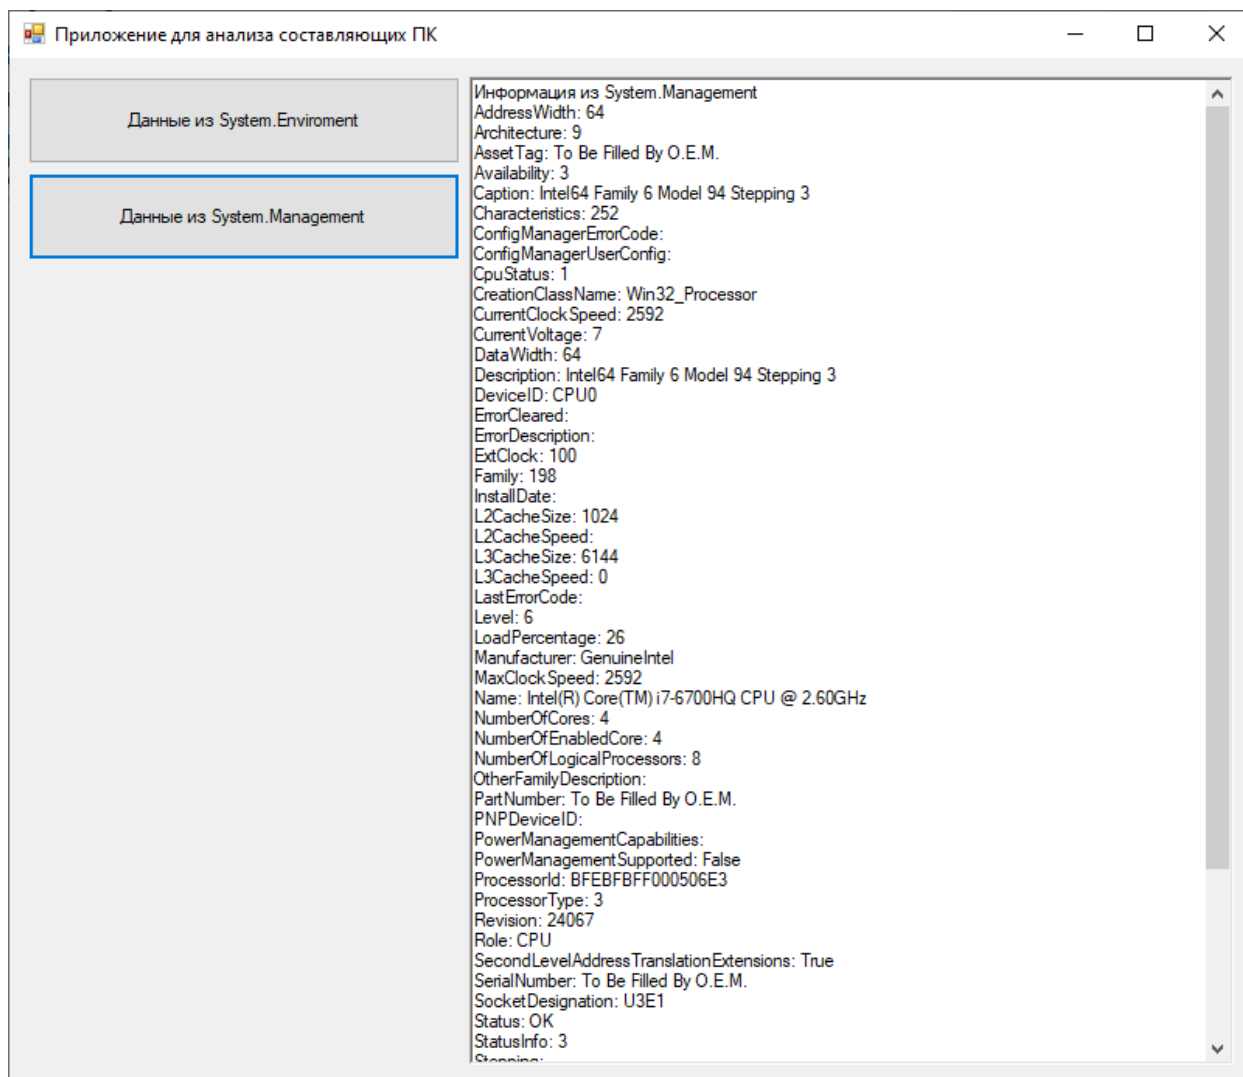 Приложение для анализа составляющих ПК
Данные из System.Enviroment
Данные из System.Management
Информация из System.Management
AddressWidth: 64
Architecture: 9
AssetTag: To Be Filled By O.E.M.
Availability: 3
Caption: Intel64 Family 6 Model 94 Stepping 3
Characteristics: 252
ConfigManagerErrorCode:
ConfigManagerUserConfig:
CpuStatus: 1
CreationClassName: Win32_Processor
CurrentClockSpeed: 2592
CurrentVoltage: 7
DataWidth: 64
Description: Intel64 Family 6 Model 94 Stepping 3
DeviceID: CPU0
ErrorCleared:
ErrorDescription:
ExtClock: 100
Family: 198
InstallDate:
L2CacheSize: 1024
L2CacheSpeed:
L3CacheSize: 6144
L3CacheSpeed: 0
LastErrorCode:
Level: 6
LoadPercentage: 26
Manufacturer: GenuineIntel
MaxClockSpeed: 2592
Name: Intel(R) Core(TM) i7-6700HQ CPU @ 2.60GHz
NumberOfCores: 4
NumberOfEnabledCore: 4
NumberOfLogicalProcessors: 8
OtherFamilyDescription:
PartNumber: To Be Filled By O.E.M.
PNPDeviceID:
PowerManagementCapabilities:
PowerManagementSupported: False
ProcessorId: BFEBFBFF000506E3
ProcessorType: 3
Revision: 24067
Role: CPU
SecondLevelAddressTranslationExtensions: True
SerialNumber: To Be Filled By O.E.M.
SocketDesignation: U3E1
Status: OK
StatusInfo: 3
Stepping: